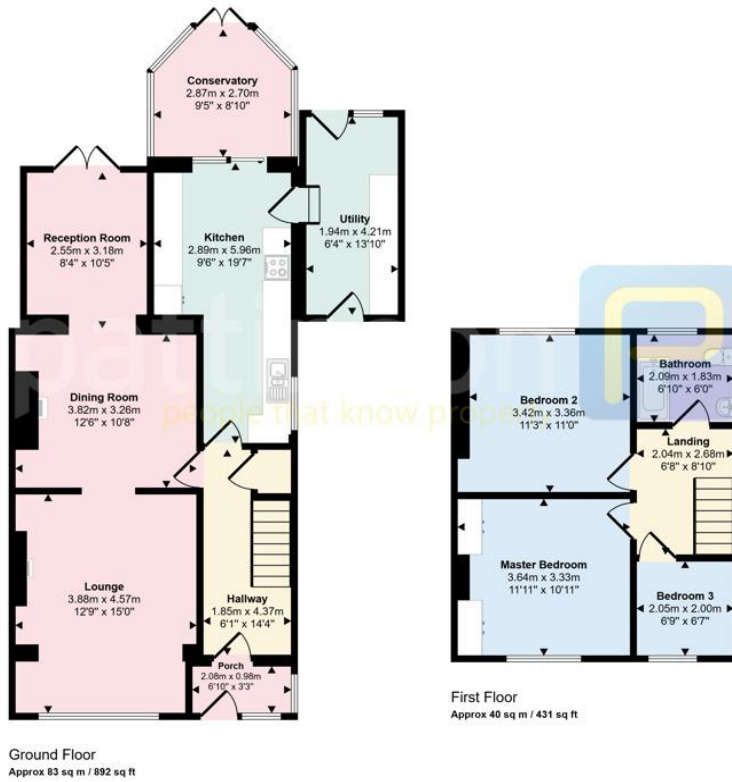 Conservatory
2.87m x 2.70m
9'5" x 8'10"
Reception Room
2.55m x 3.18m
8'4" x 10'5"
Kitchen
2.89m x 5.96m
9'6" x 19'7"
Utility
1.94m x 4.21m
6'4" x 13'10"
Dining Room
3.82m x 3.26m
12'6" x 10'8"
Lounge
3.88m x 4.57m
12'9" x 15'0"
Hallway
1.85m x 4.37m
6'1" x 14'4"
Porch
2.08m x 0.98m
6'10" x 3'3"
Ground Floor
Approx 83 sq m / 892 sq ft
Bedroom 2
3.42m x 3.36m
11'3" x 11'0"
Bathroom
2.09m x 1.83m
6'10" x 6'0"
Landing
2.04m x 2.68m
6'8" x 8'10"
Master Bedroom
3.64m x 3.33m
11'11" x 10'11"
Bedroom 3
2.05m x 2.00m
6'9" x 6'7"
First Floor
Approx 40 sq m / 431 sq ft
people that know property